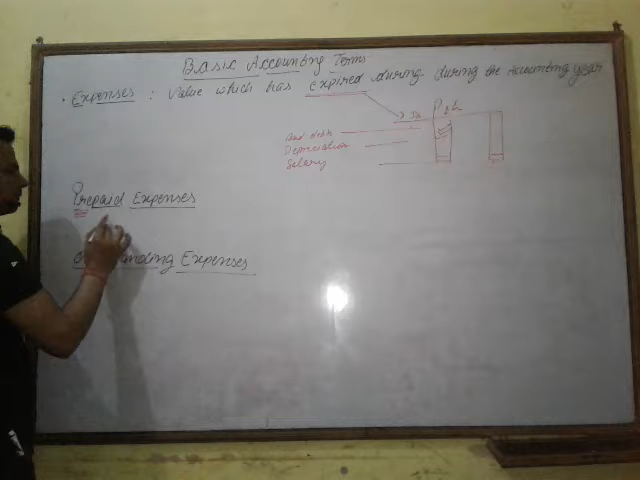 Basic Accounting Terms
Expenses : Value which has expired during during the Accounting year
P & L
Bad debts
Depreciation
Salary
Prepaid Expenses
Expenses